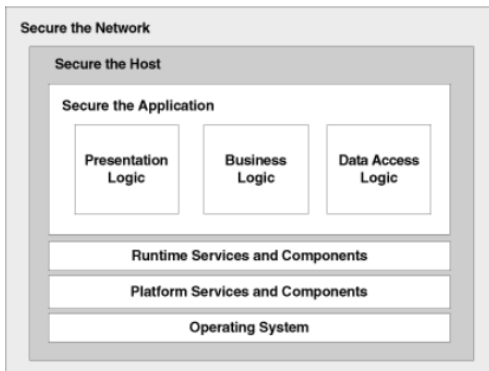 Secure the Network
Secure the Host
Secure the Application
Presentation
Logic
Business
Logic
Data Access
Logic
Runtime Services and Components
Platform Services and Components
Operating System